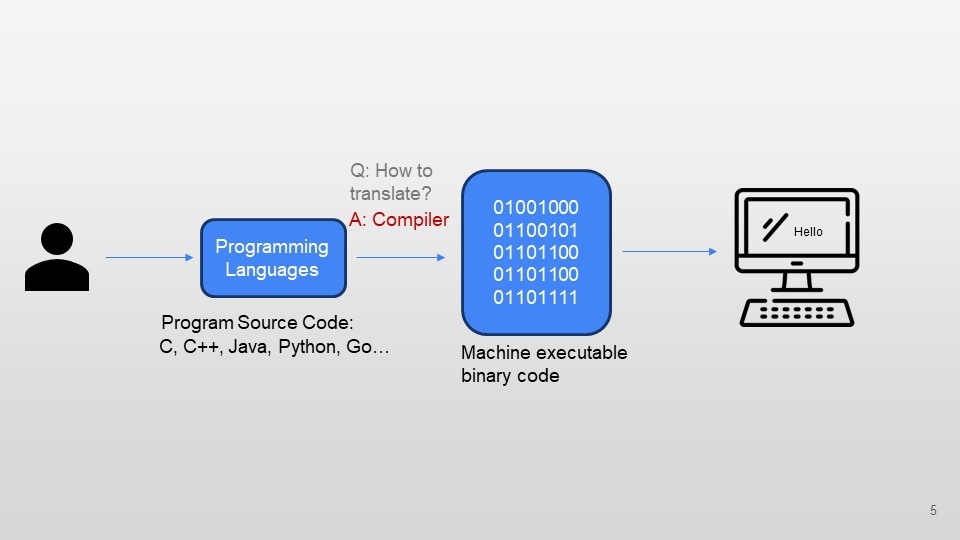 Q: How to
translate?
A: Compiler
Programming
Languages
Program Source Code:
C, C++, Java, Python, Go…
01001000
01100101
01101100
01101100
01101111
Machine executable
binary code
Hello
5